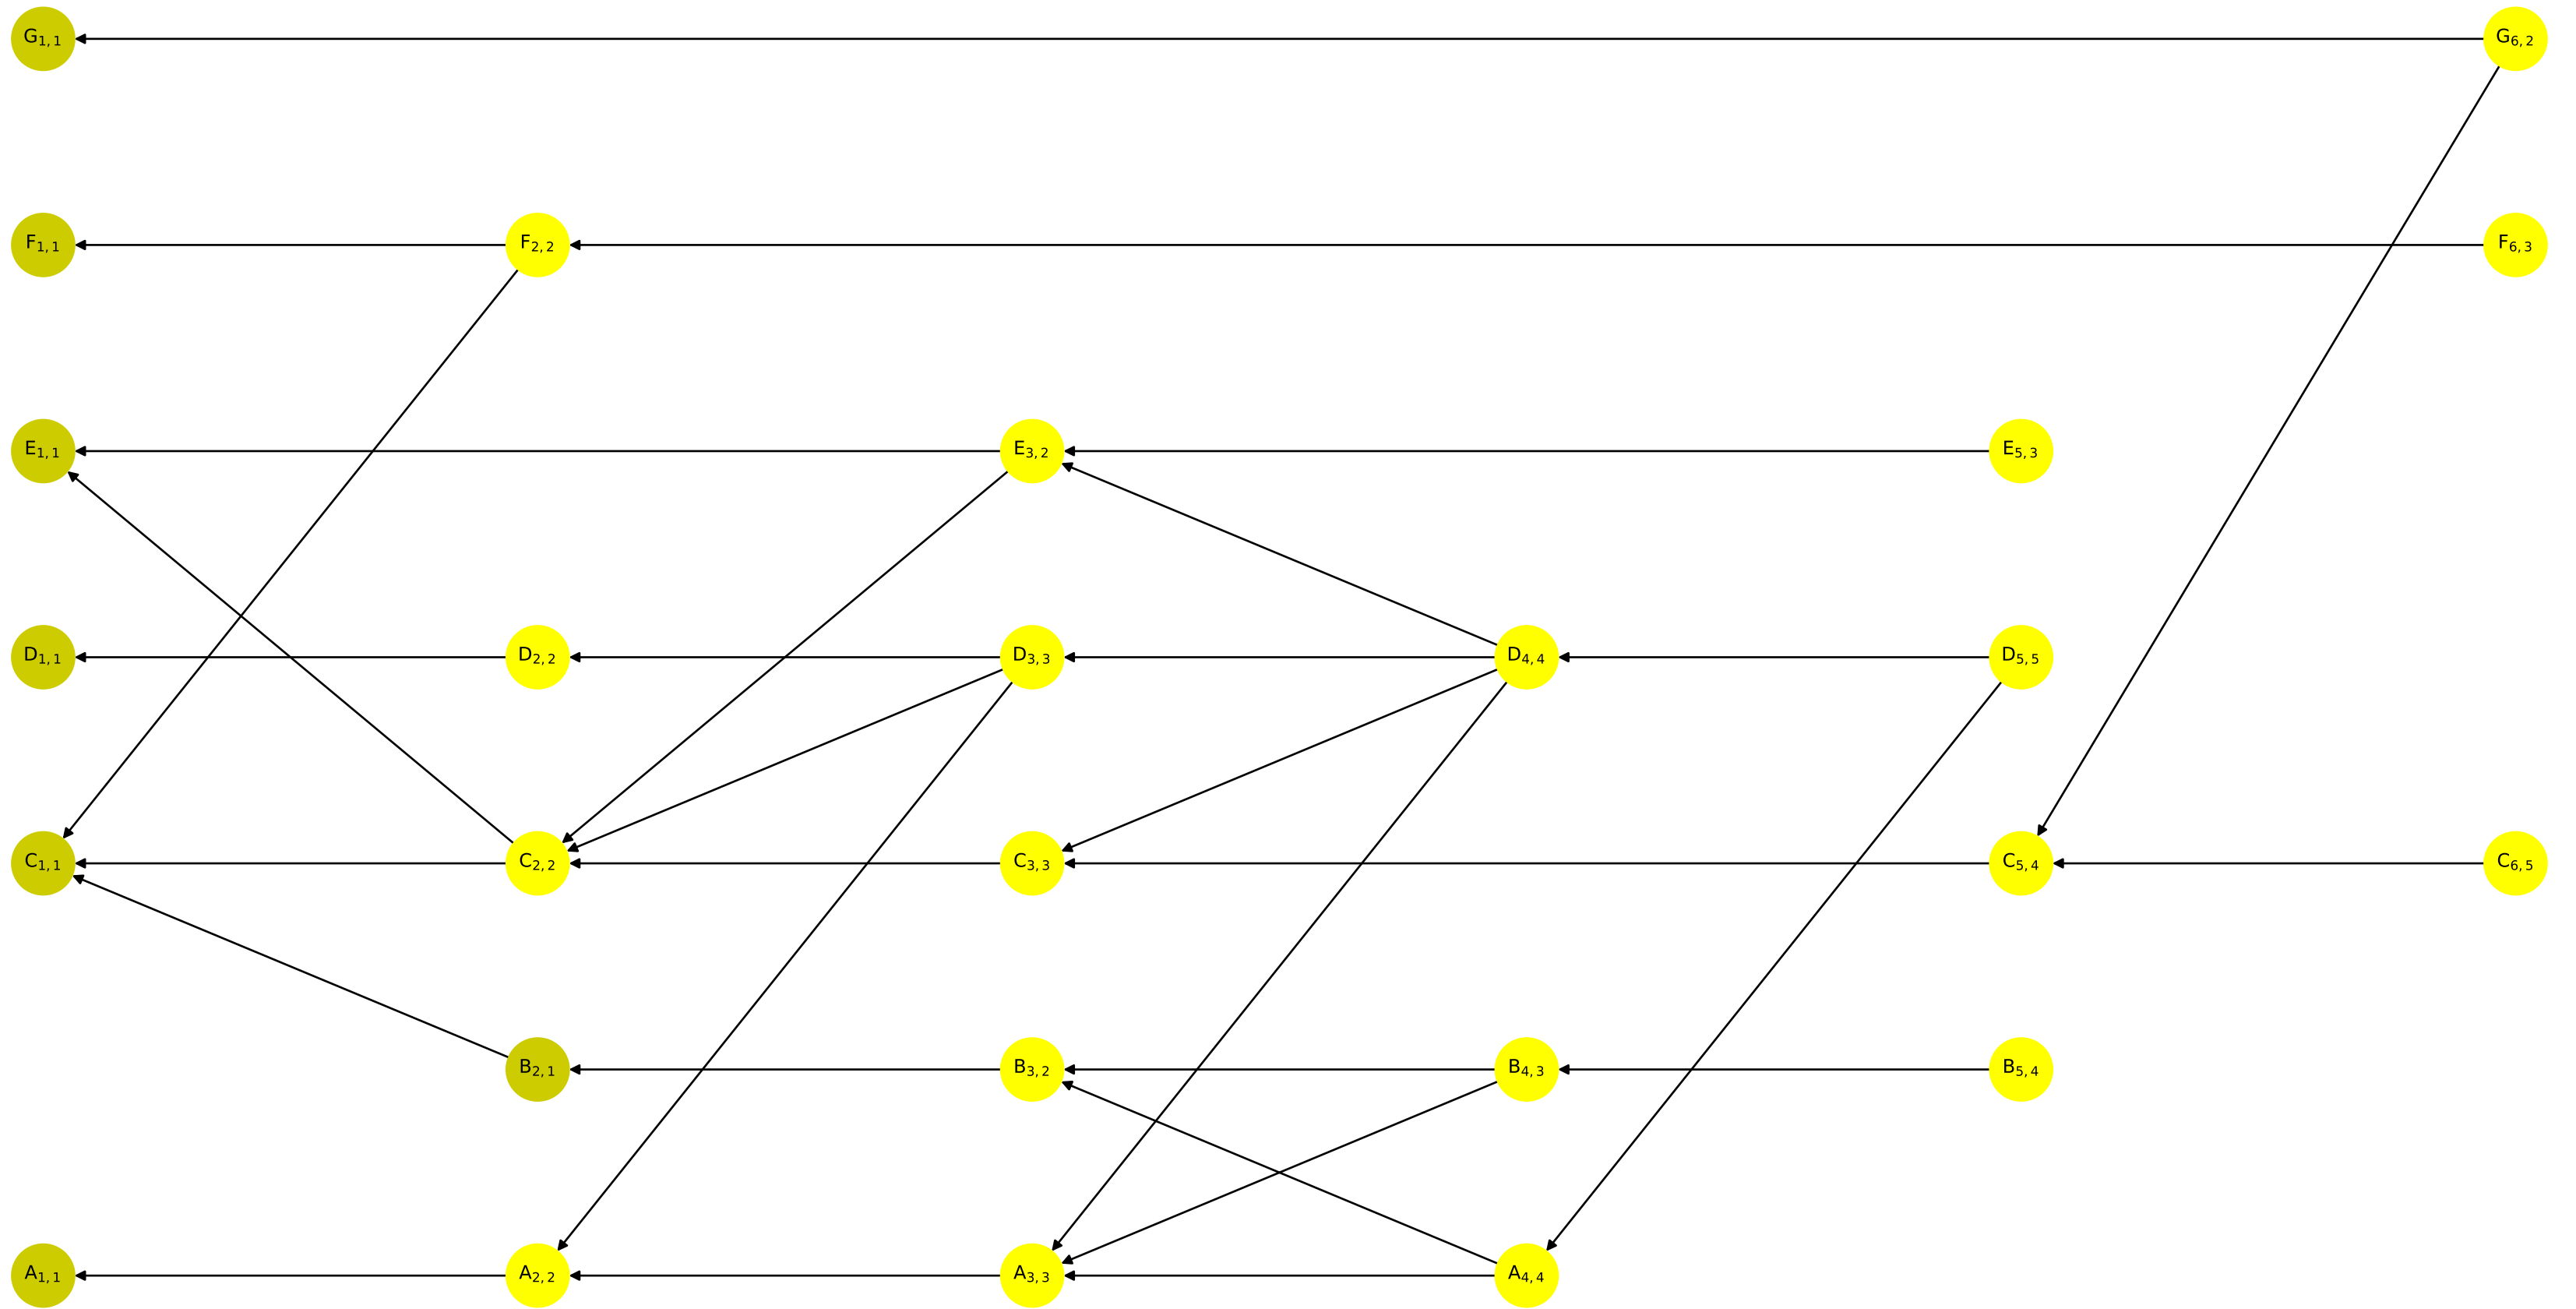 G1,1 G6,2
F1,1 F2,2 F6,3
E1,1 E3,2 E5,3
D1,1 D2,2 D3,3 D4,4 D5,5
C1,1 C2,2 C3,3 C5,4 C6,5
B2,1 B3,2 B4,3 B5,4
A1,1 A2,2 A3,3 A4,4